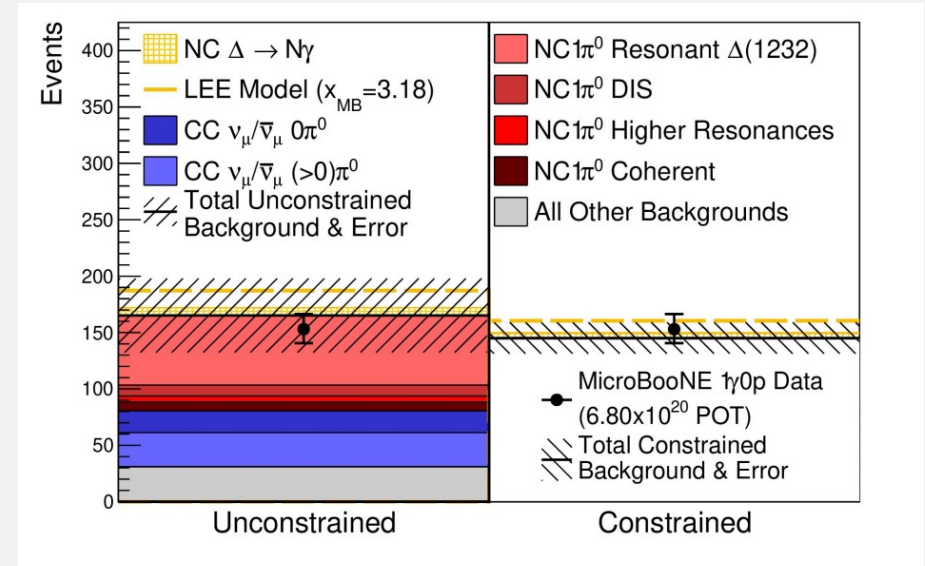 Events
400
350
300
250
200
150
100
50
0
NC Δ → Nγ
LEE Model (x_MB=3.18)
CC ν_μ/ν̅_μ 0π⁰
CC ν_μ/ν̅_μ (>0)π⁰
Total Unconstrained
Background & Error
NC1π⁰ Resonant Δ(1232)
NC1π⁰ DIS
NC1π⁰ Higher Resonances
NC1π⁰ Coherent
All Other Backgrounds
MicroBooNE 1γ0p Data
(6.80x10²⁰ POT)
Total Constrained
Background & Error
Unconstrained
Constrained